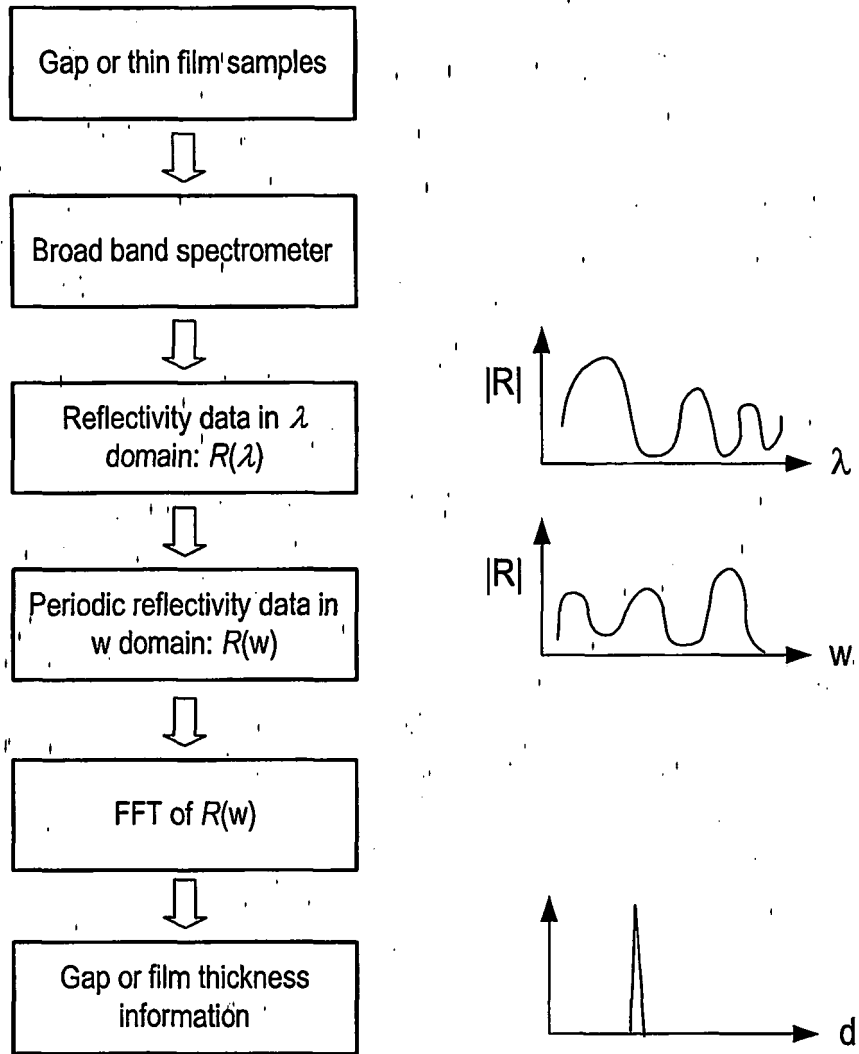 Gap or thin film samples
Broad band spectrometer
Reflectivity data in λ
domain: R(λ)
|R|
λ
Periodic reflectivity data in
w domain: R(w)
|R|
w
FFT of R(w)
Gap or film thickness
information
d